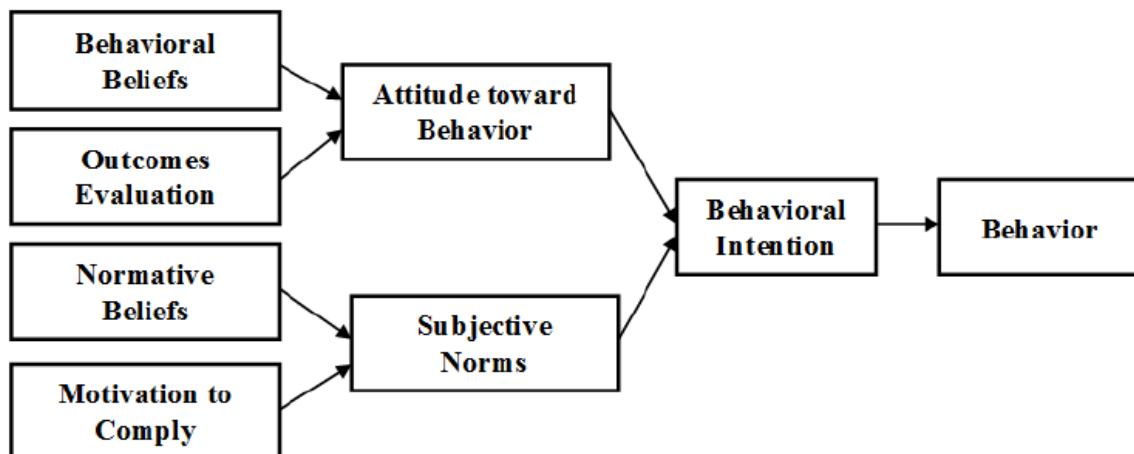 Behavioral
Beliefs
Outcomes
Evaluation
Normative
Beliefs
Motivation to
Comply
Attitude toward
Behavior
Subjective
Norms
Behavioral
Intention
Behavior